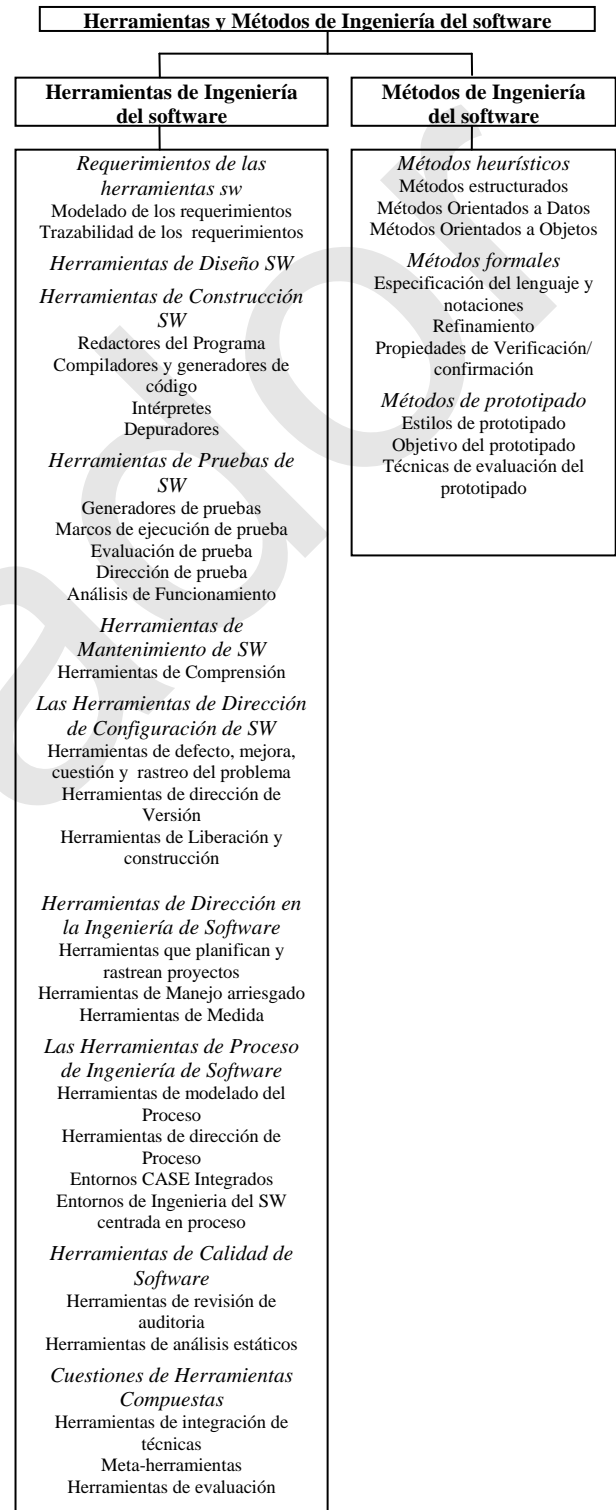 Herramientas y Métodos de Ingeniería del software
Herramientas de Ingeniería
del software
Requerimientos de las
herramientas sw
Modelado de los requerimientos
Trazabilidad de los requerimientos
Herramientas de Diseño SW
Herramientas de Construcción
SW
Redactores del Programa
Compiladores y generadores de
código
Intérpretes
Depuradores
Herramientas de Pruebas de
SW
Generadores de pruebas
Marcos de ejecución de prueba
Evaluación de prueba
Dirección de prueba
Análisis de Funcionamiento
Herramientas de
Mantenimiento de SW
Herramientas de Comprensión
Las Herramientas de Dirección
de Configuración de SW
Herramientas de defecto, mejora,
cuestión y rastreo del problema
Herramientas de dirección de
Versión
Herramientas de Liberación y
construcción
Herramientas de Dirección en
la Ingeniería de Software
Herramientas que planifican y
rastrean proyectos
Herramientas de Manejo arriesgado
Herramientas de Medida
Las Herramientas de Proceso
de Ingeniería de Software
Herramientas de modelado del
Proceso
Herramientas de dirección de
Proceso
Entornos CASE Integrados
Entornos de Ingenieria del SW
centrada en proceso
Herramientas de Calidad de
Software
Herramientas de revisión de
auditoria
Herramientas de análisis estáticos
Cuestiones de Herramientas
Compuestas
Herramientas de integración de
técnicas
Meta-herramientas
Herramientas de evaluación
Métodos de Ingeniería
del software
Métodos heurísticos
Métodos estructurados
Métodos Orientados a Datos
Métodos Orientados a Objetos
Métodos formales
Especificación del lenguaje y
notaciones
Refinamiento
Propiedades de Verificación/
confirmación
Métodos de prototipado
Estilos de prototipado
Objetivo del prototipado
Técnicas de evaluación del
prototipado
ador